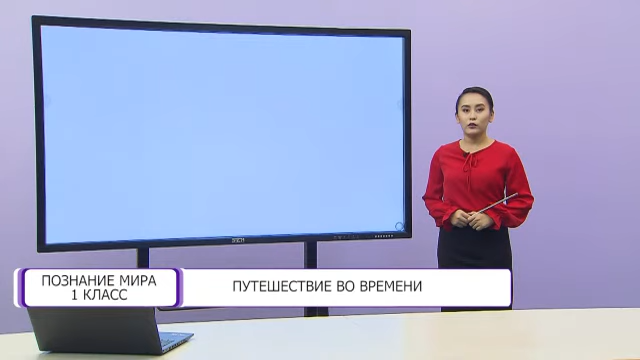 ПОЗНАНИЕ МИРА
1 КЛАСС
ПУТЕШЕСТВИЕ ВО ВРЕМЕНИ